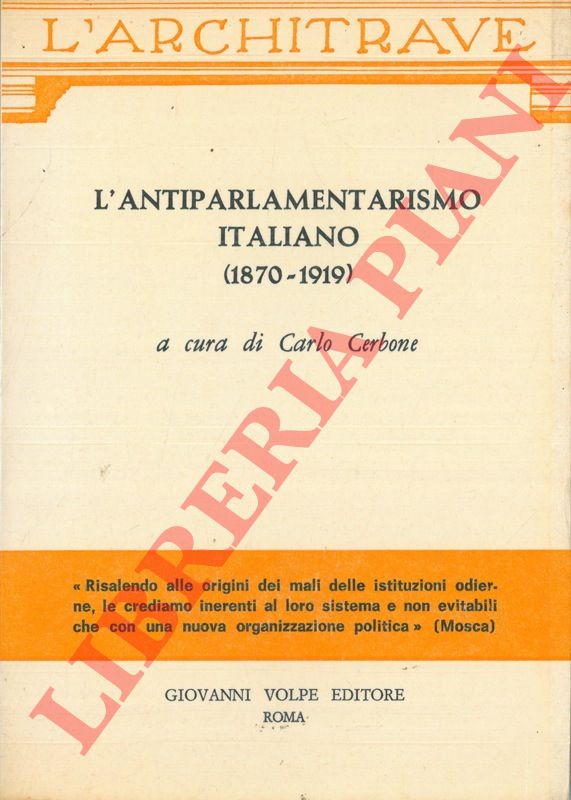 L'ARCHITRAVE
L'ANTIPARLAMENTARISMO
ITALIANO
(1870-1919)
a cura di Carlo Cerbone
« Risalendo alle origini dei mali delle istituzioni odier-
ne, le crediamo inerenti al loro sistema e non evitabili
che con una nuova organizzazione politica » (Mosca)
GIOVANNI VOLPE EDITORE
ROMA
LIBRERIA PIANI